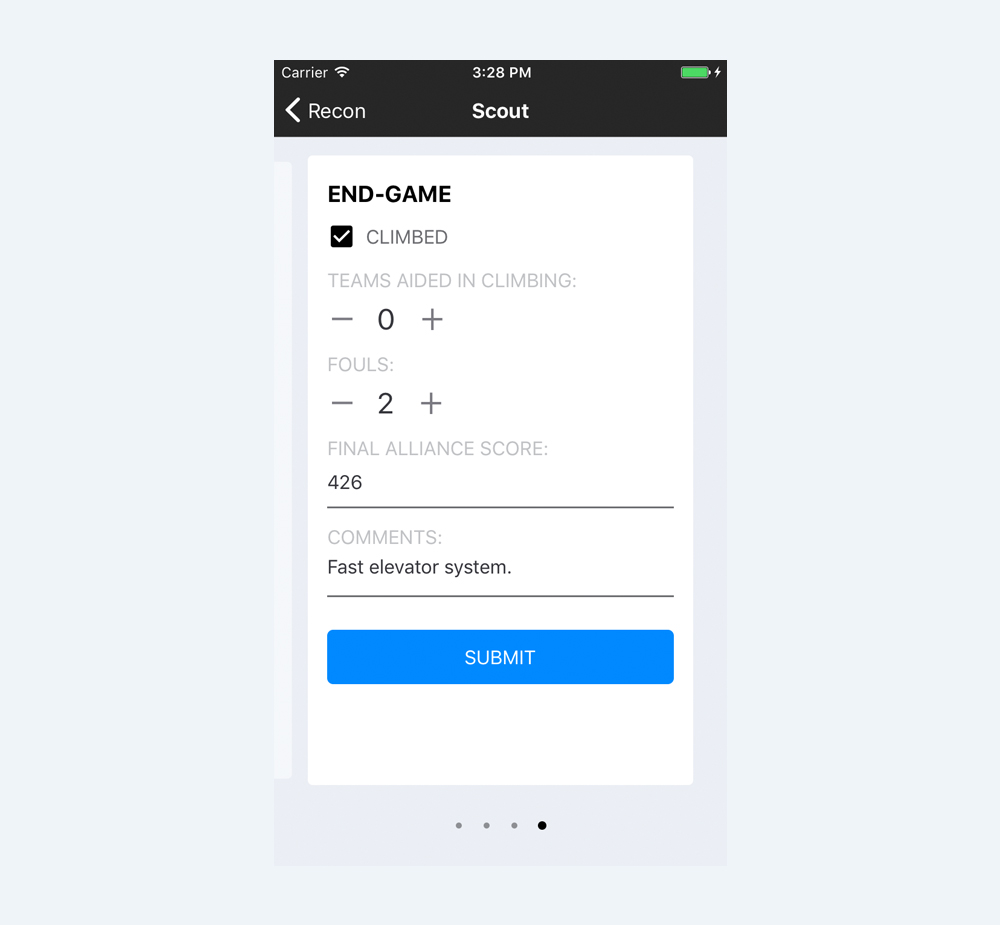 Carrier 3:28 PM
Recon Scout
END-GAME
CLIMBED
TEAMS AIDED IN CLIMBING:
— 0 +
FOULS:
— 2 +
FINAL ALLIANCE SCORE:
426
COMMENTS:
Fast elevator system.
SUBMIT